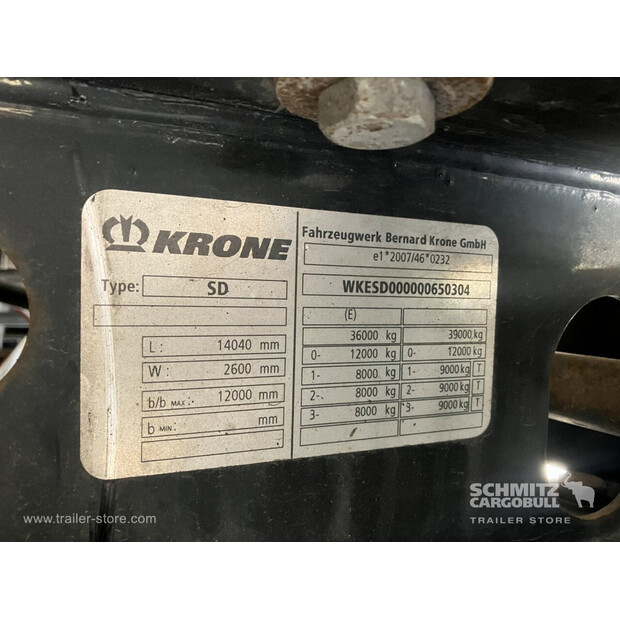 KRONE
Type: SD
L: 14040 mm
W: 2600 mm
b/b MAX.: 12000 mm
b MIN: mm
Fahrzeugwerk Bernard Krone GmbH
e1*2007/46*0232
WKESD000000650304
(E)
36000 kg 39000 kg
0- 12000 kg 0- 12000 kg
1- 8000 kg 1- 9000 kg T
2- 8000 kg 2- 9000 kg T
3- 8000 kg 3- 9000 kg T
www.trailer-store.com
SCHMITZ
CARGOBULL
TRAILER STORE